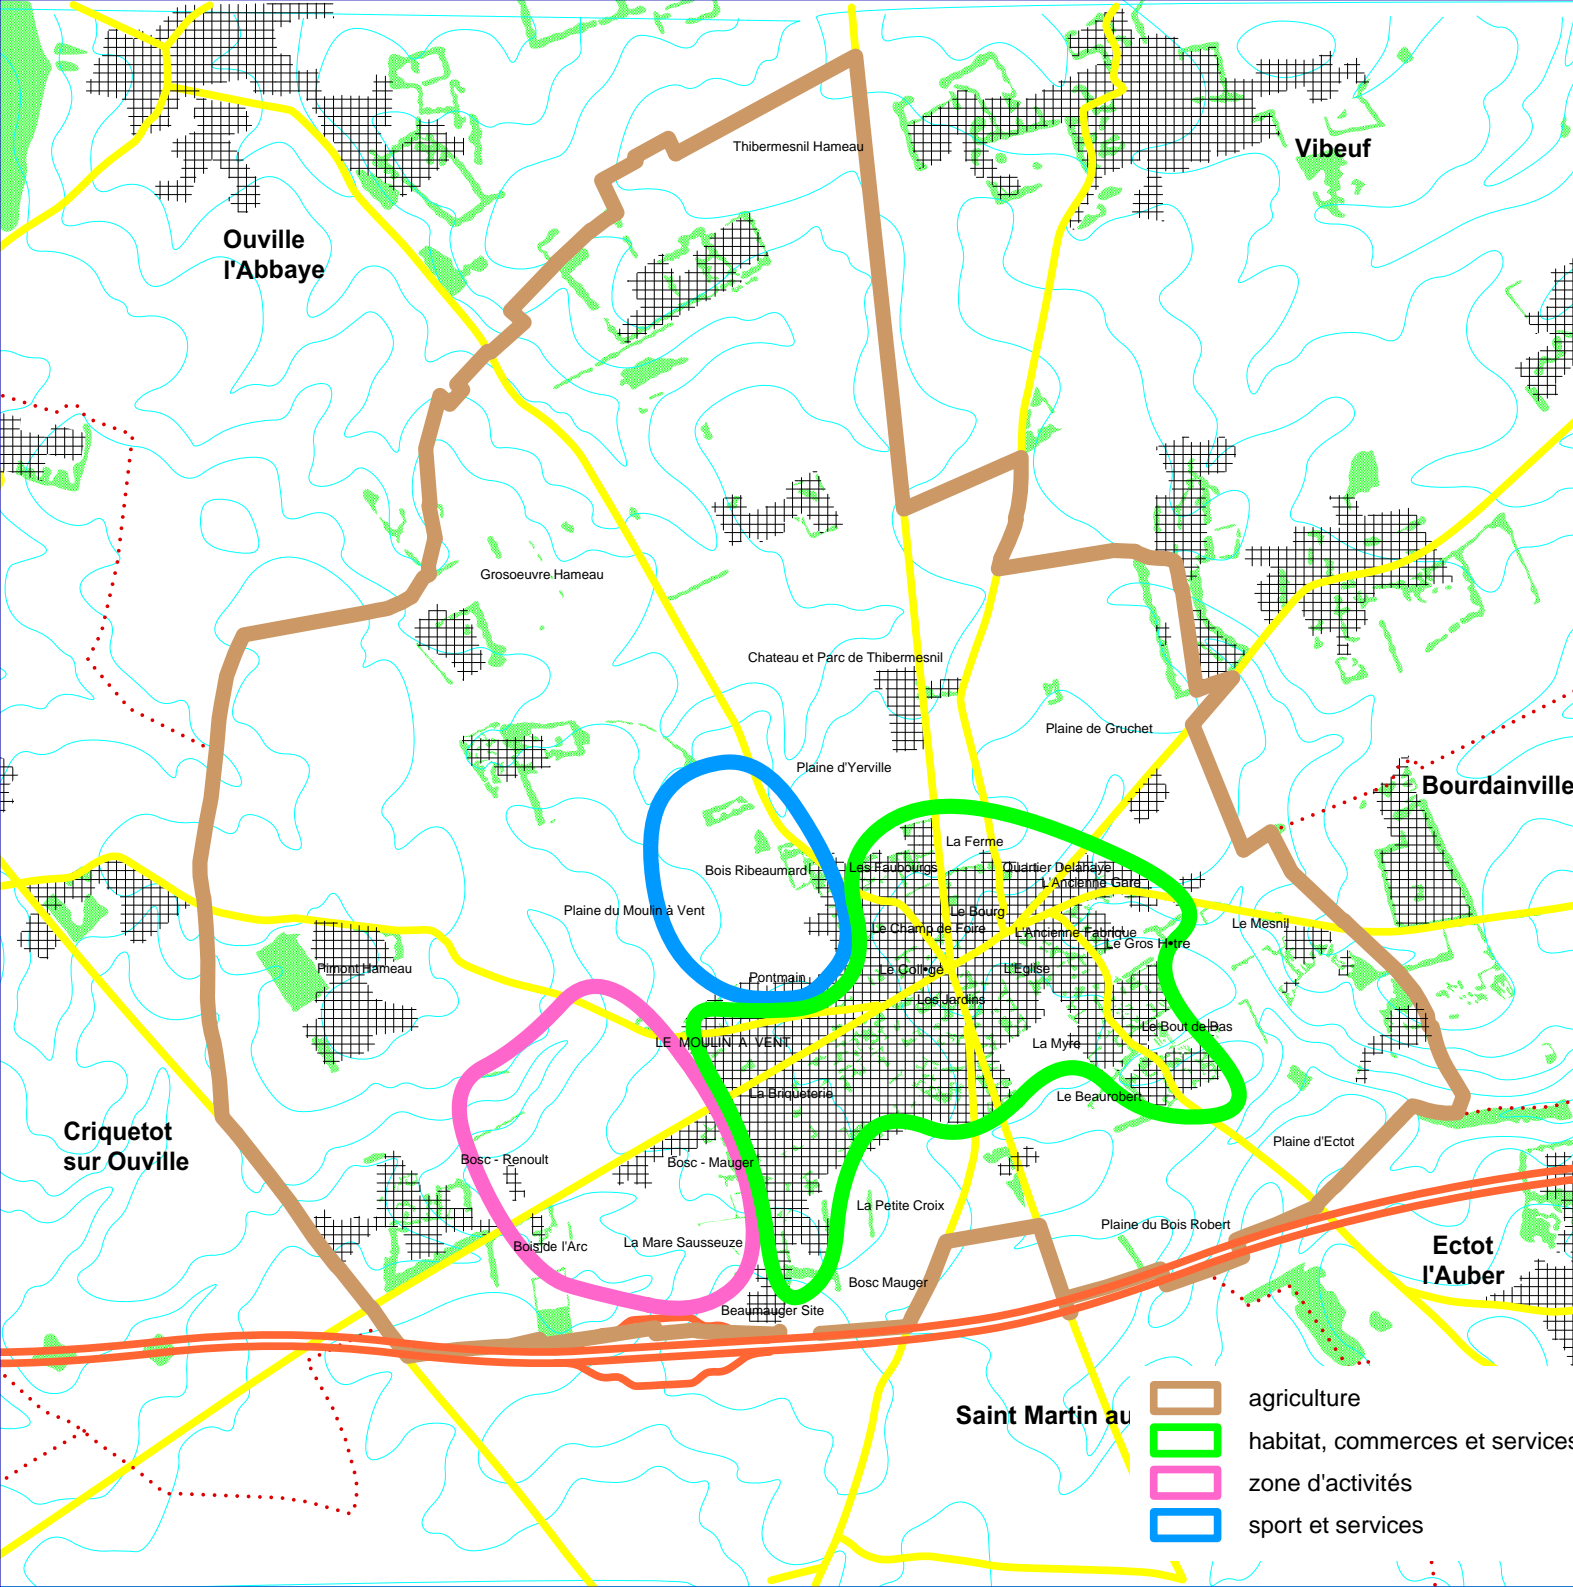 Thibermesnil Hameau
Vibeuf
Ouville
l'Abbaye
Grosoeuvre Hameau
Chateau et Parc de Thibermesnil
Plaine de Gruchet
Plaine d'Yerville
Bourdainville
La Ferme
Bois Ribeaumard
Les Faubourgs
Quartier Delahaye
L'Ancienne Gare
Plaine du Moulin à Vent
Le Bourg
Le Mesnil
Le Champ de Foire
L'Ancienne Fabrique
Le Gros H•tre
Pimont Hameau
Pontmain
Le Coll•ge
L'Eglise
Les Jardins
Le Bout de Bas
LE MOULIN A VENT
La Myre
La Briqueterie
Le Beaurobert
Criquetot
sur Ouville
Plaine d'Ectot
Bosc - Renoult
Bosc - Mauger
La Petite Croix
Plaine du Bois Robert
Bois de l'Arc
La Mare Sausseuze
Ectot
l'Auber
Bosc Mauger
Beaumauger Site
Saint Martin au
agriculture
habitat, commerces et services
zone d'activités
sport et services